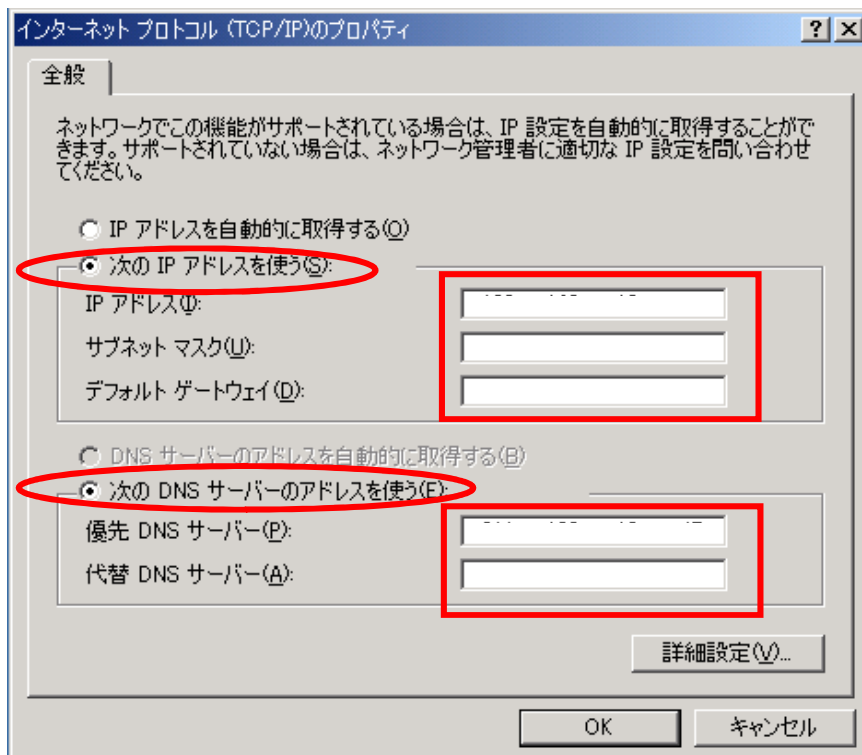 インターネット プロトコル (TCP/IP)のプロパティ
?
全般
ネットワークでこの機能がサポートされている場合は、IP 設定を自動的に取得することがで
きます。サポートされていない場合は、ネットワーク管理者に適切な IP 設定を問い合わせ
てください。
IP アドレスを自動的に取得する(O)
次の IP アドレスを使う(S):
IP アドレス(I):
サブネット マスク(U):
デフォルト ゲートウェイ(D):
DNS サーバーのアドレスを自動的に取得する(B)
次の DNS サーバーのアドレスを使う(E):
優先 DNS サーバー(P):
代替 DNS サーバー(A):
詳細設定(V)...
OK キャンセル